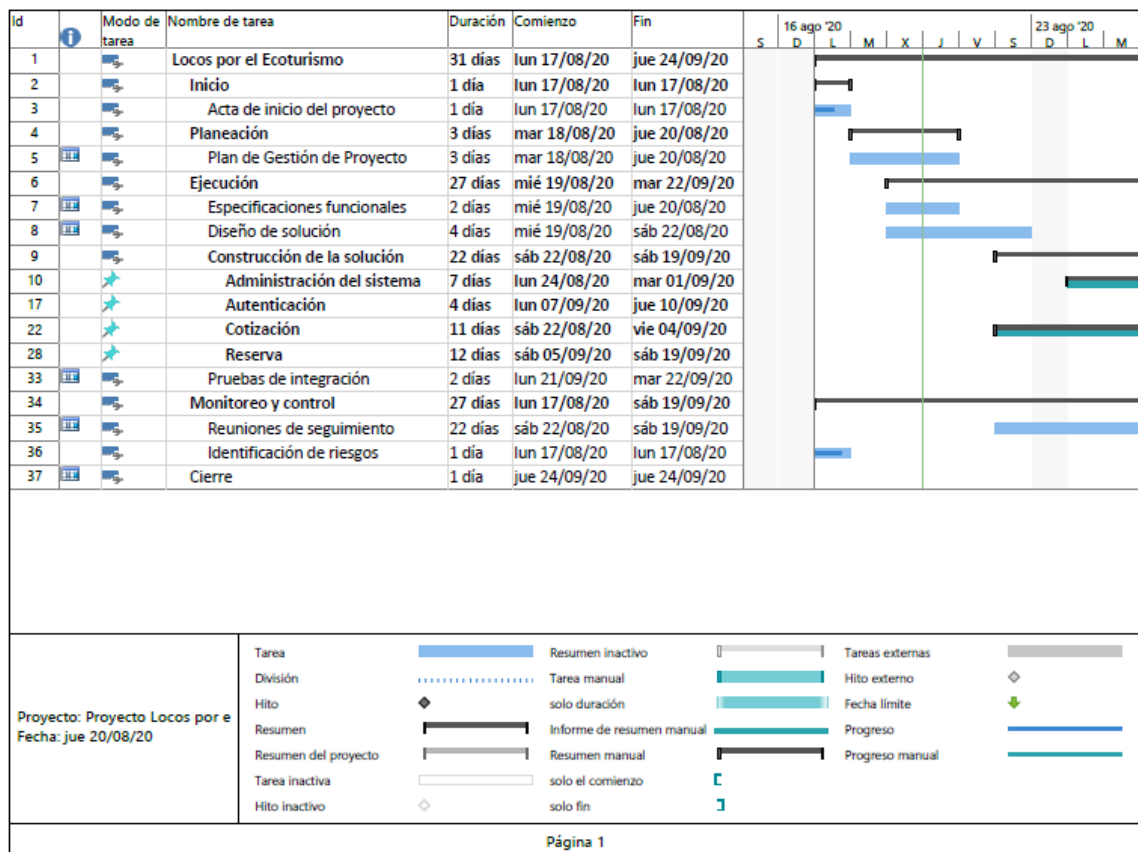 Id Modo de tarea Nombre de tarea Duración Comienzo Fin 16 ago '20 23 ago '20
S D L M X J V S D L M
1 Locos por el Ecoturismo 31 días lun 17/08/20 jue 24/09/20
2 Inicio 1 día lun 17/08/20 lun 17/08/20
3 Acta de inicio del proyecto 1 día lun 17/08/20 lun 17/08/20
4 Planeación 3 días mar 18/08/20 jue 20/08/20
5 Plan de Gestión de Proyecto 3 días mar 18/08/20 jue 20/08/20
6 Ejecución 27 días mié 19/08/20 mar 22/09/20
7 Especificaciones funcionales 2 días mié 19/08/20 jue 20/08/20
8 Diseño de solución 4 días mié 19/08/20 sáb 22/08/20
9 Construcción de la solución 22 días sáb 22/08/20 sáb 19/09/20
10 Administración del sistema 7 días lun 24/08/20 mar 01/09/20
17 Autenticación 4 días lun 07/09/20 jue 10/09/20
22 Cotización 11 días sáb 22/08/20 vie 04/09/20
28 Reserva 12 días sáb 05/09/20 sáb 19/09/20
33 Pruebas de integración 2 días lun 21/09/20 mar 22/09/20
34 Monitoreo y control 27 días lun 17/08/20 sáb 19/09/20
35 Reuniones de seguimiento 22 días sáb 22/08/20 sáb 19/09/20
36 Identificación de riesgos 1 día lun 17/08/20 lun 17/08/20
37 Cierre 1 día jue 24/09/20 jue 24/09/20
Proyecto: Proyecto Locos por e
Fecha: jue 20/08/20
Tarea
División
Hito
Resumen
Resumen del proyecto
Tarea inactiva
Hito inactivo
Resumen inactivo
Tarea manual
solo duración
Informe de resumen manual
Resumen manual
solo el comienzo
solo fin
Tareas externas
Hito externo
Fecha límite
Progreso
Progreso manual
Página 1